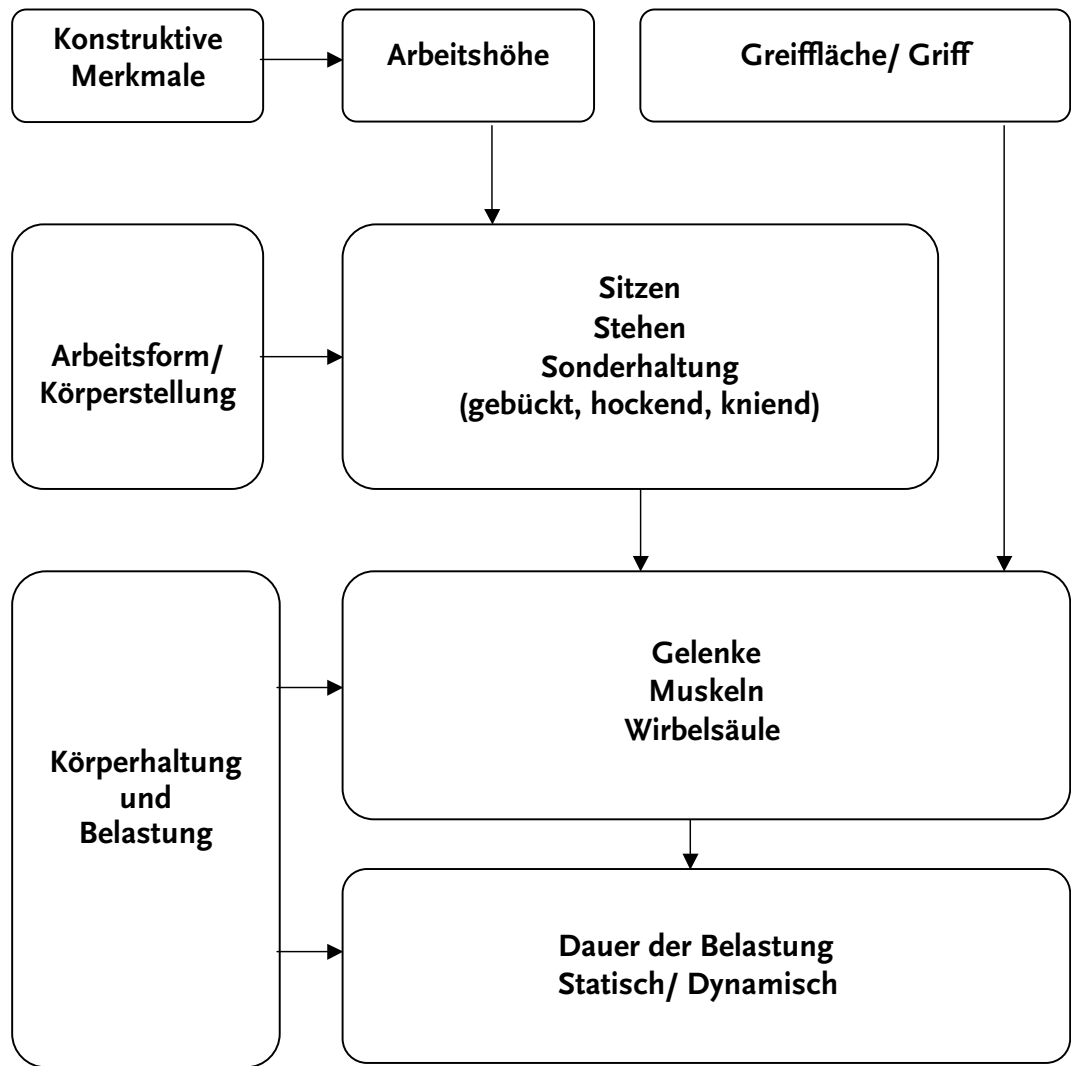 Konstruktive
Merkmale
Arbeitshöhe
Greiffläche/ Griff
Arbeitsform/
Körperstellung
Sitzen
Stehen
Sonderhaltung
(gebückt, hockend, kniend)
Körperhaltung
und
Belastung
Gelenke
Muskeln
Wirbelsäule
Dauer der Belastung
Statisch/ Dynamisch